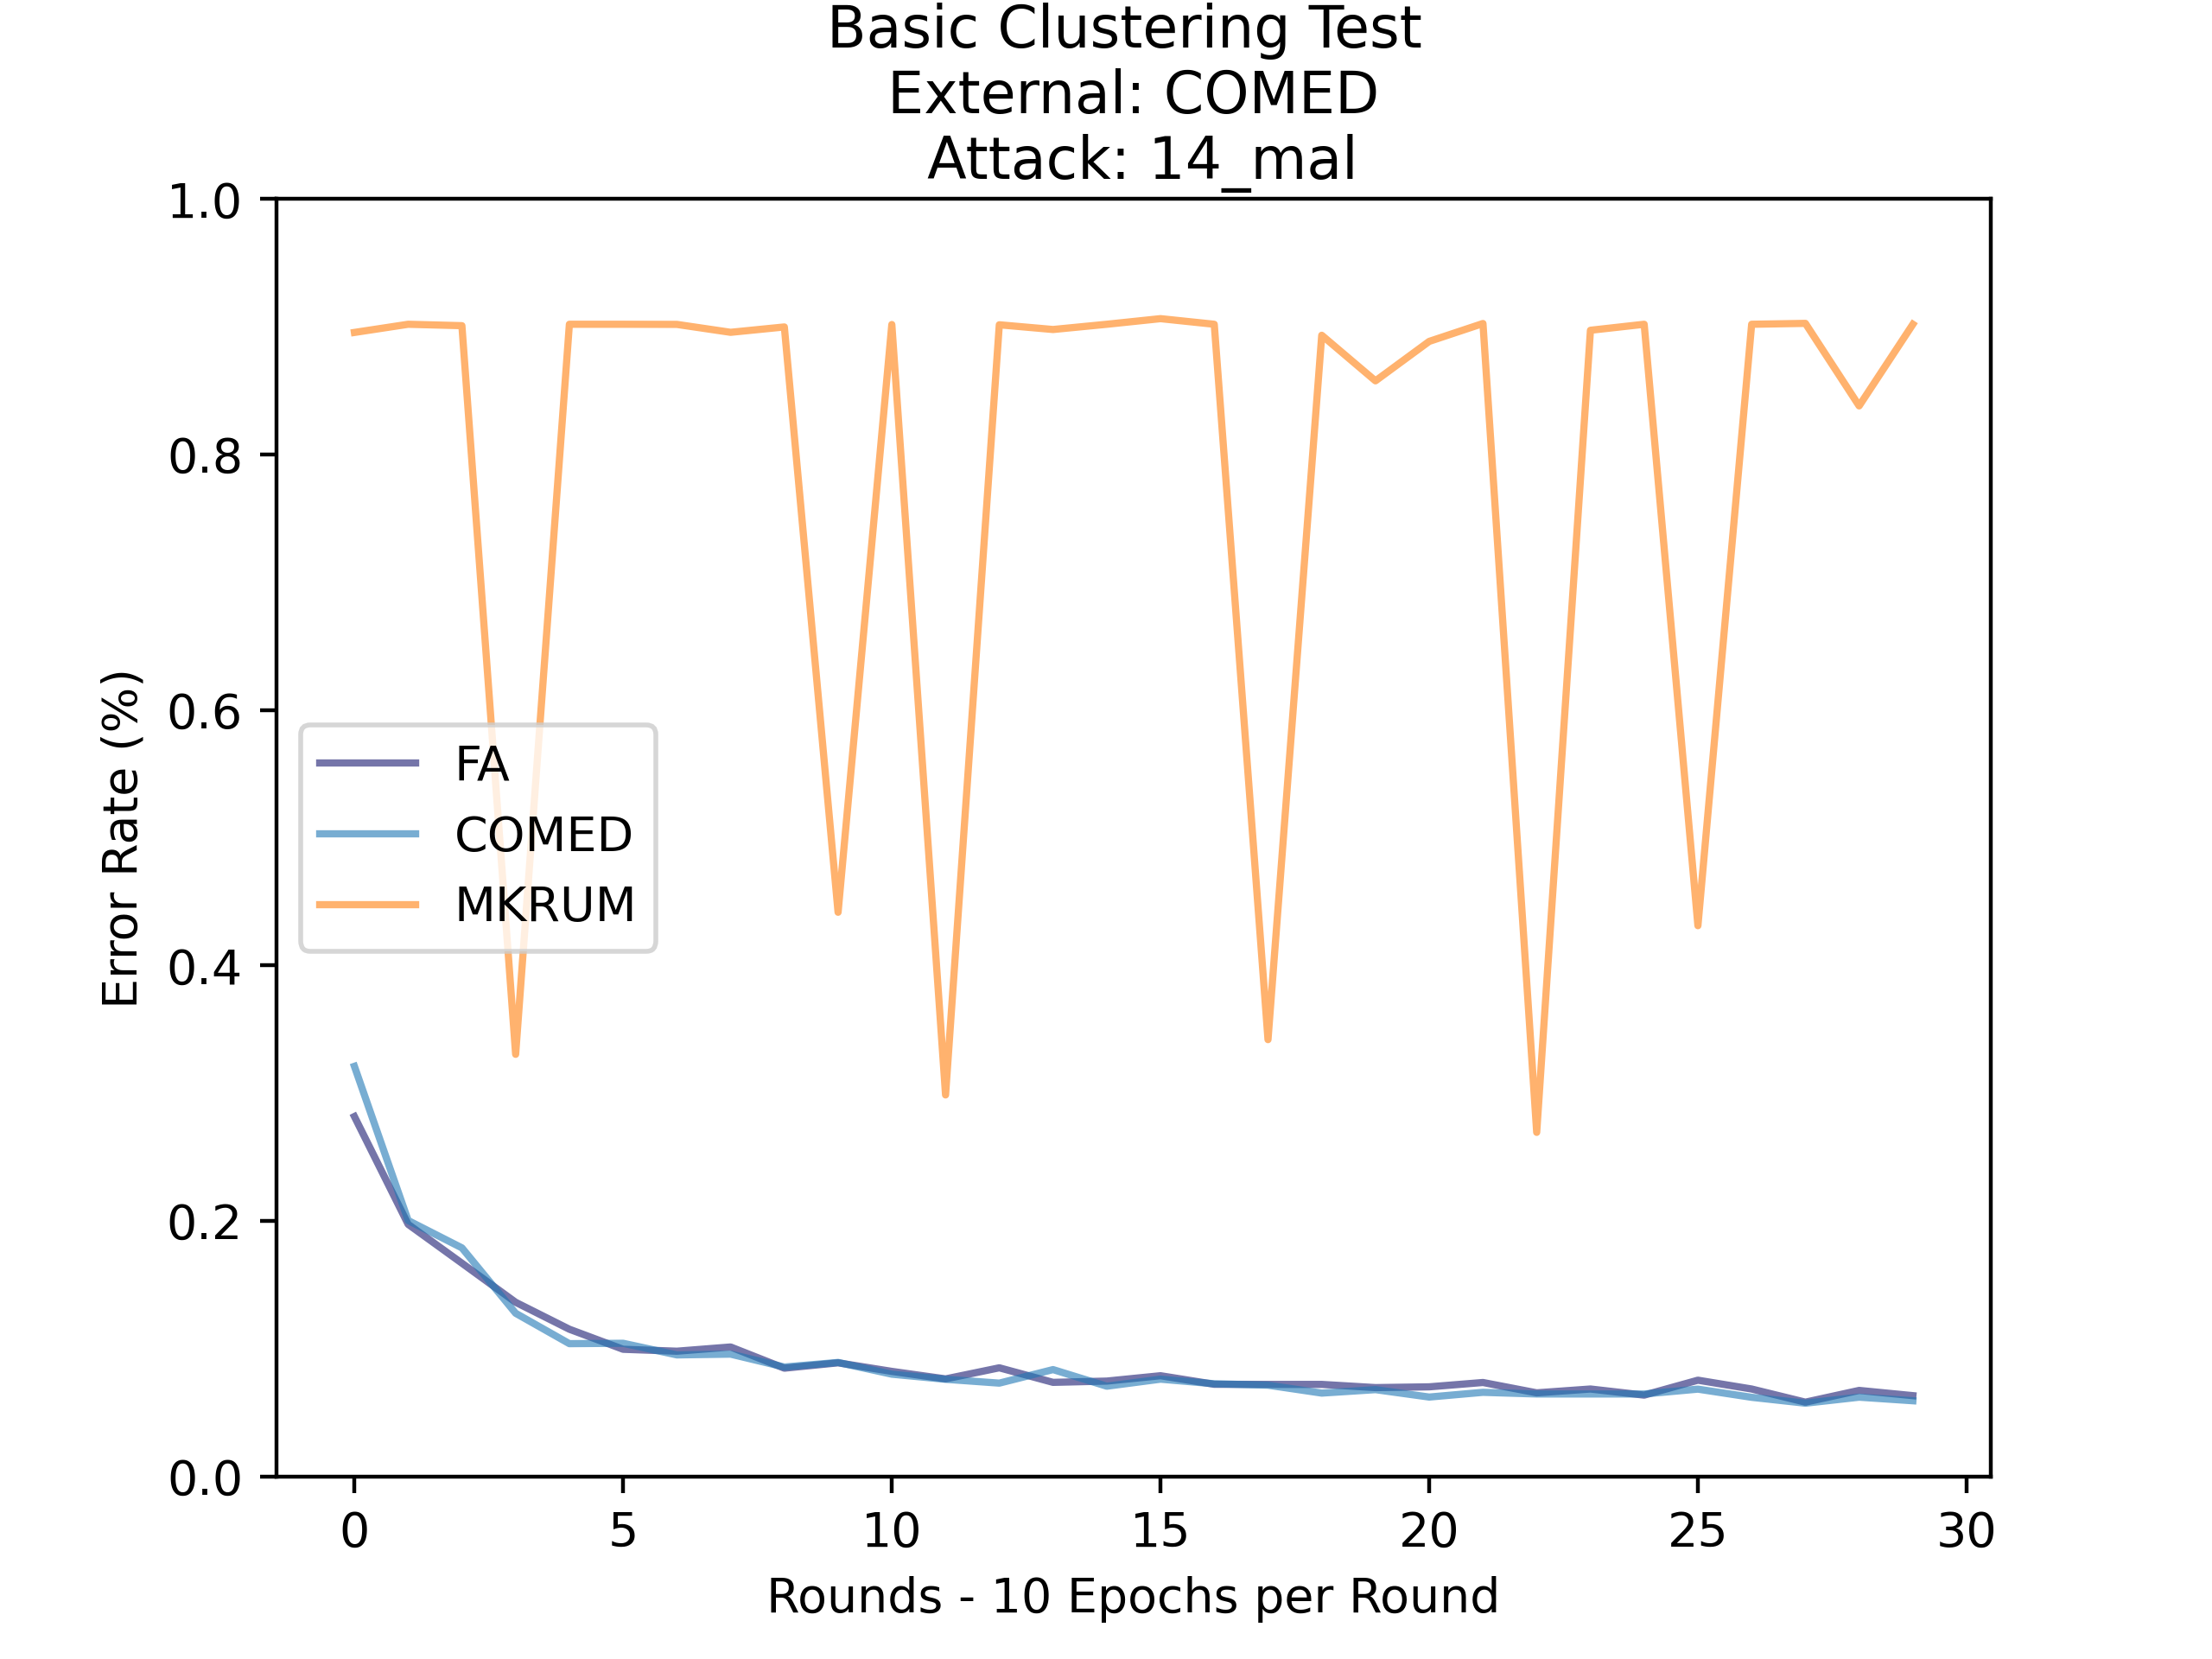 Basic Clustering Test
External: COMED
Attack: 14_mal
1.0
0.8
0.6
0.4
0.2
0.0
Error Rate (%)
FA
COMED
MKRUM
0 5 10 15 20 25 30
Rounds - 10 Epochs per Round